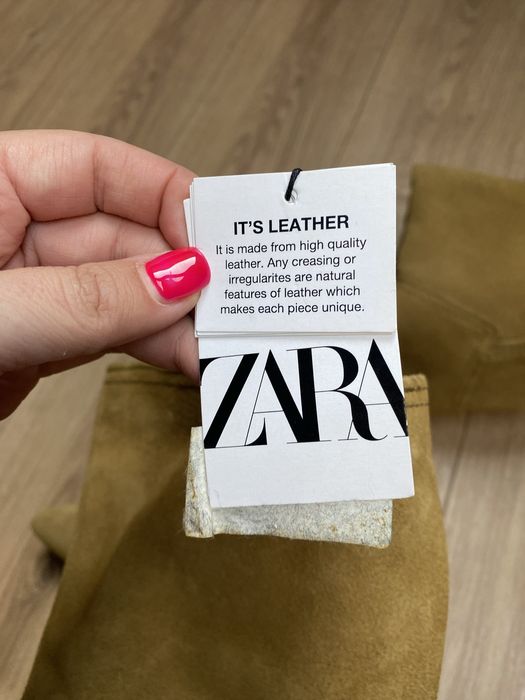 IT'S LEATHER
It is made from high quality
leather. Any creasing or
irregularites are natural
features of leather which
makes each piece unique.
ZARA